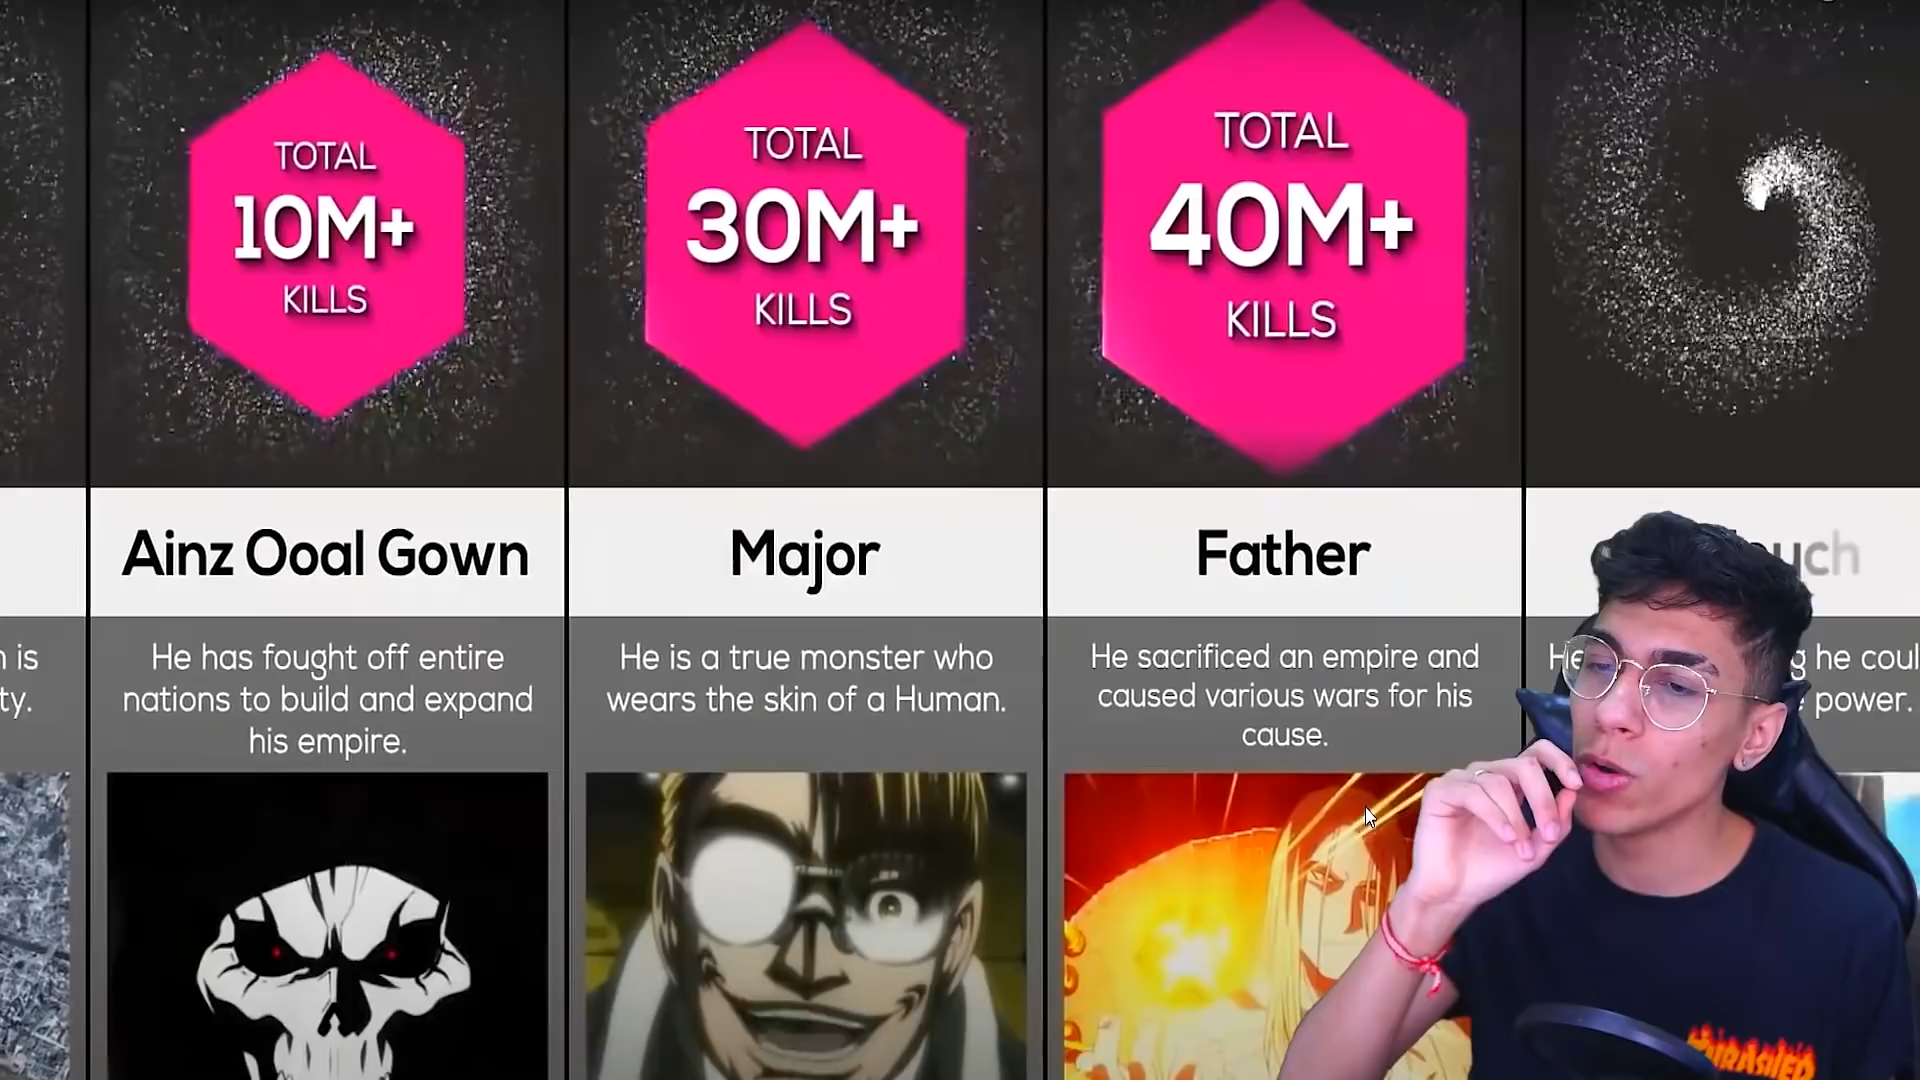 TOTAL
10M+
KILLS
TOTAL
30M+
KILLS
TOTAL
40M+
KILLS
Ainz Ooal Gown
Major
Father
is
ty.
He has fought off entire
nations to build and expand
his empire.
He is a true monster who
wears the skin of a Human.
He sacrificed an empire and
caused various wars for his
cause.
he coul
power.
THRASHER